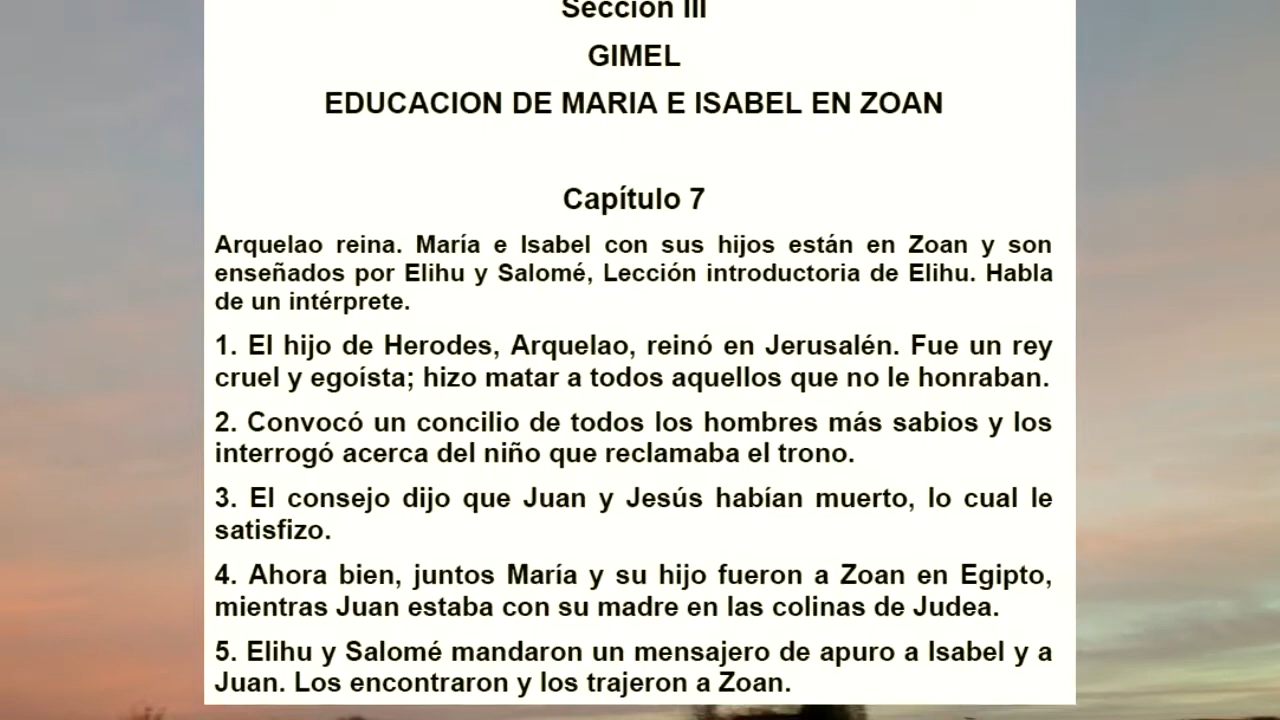 Sección III
GIMEL
EDUCACION DE MARIA E ISABEL EN ZOAN
Capítulo 7
Arquelao reina. María e Isabel con sus hijos están en Zoan y son
enseñados por Elihu y Salomé, Lección introductoria de Elihu. Habla
de un intérprete.
1. El hijo de Herodes, Arquelao, reinó en Jerusalén. Fue un rey
cruel y egoísta; hizo matar a todos aquellos que no le honraban.
2. Convocó un concilio de todos los hombres más sabios y los
interrogó acerca del niño que reclamaba el trono.
3. El consejo dijo que Juan y Jesús habían muerto, lo cual le
satisfizo.
4. Ahora bien, juntos María y su hijo fueron a Zoan en Egipto,
mientras Juan estaba con su madre en las colinas de Judea.
5. Elihu y Salomé mandaron un mensajero de apuro a Isabel y a
Juan. Los encontraron y los trajeron a Zoan.